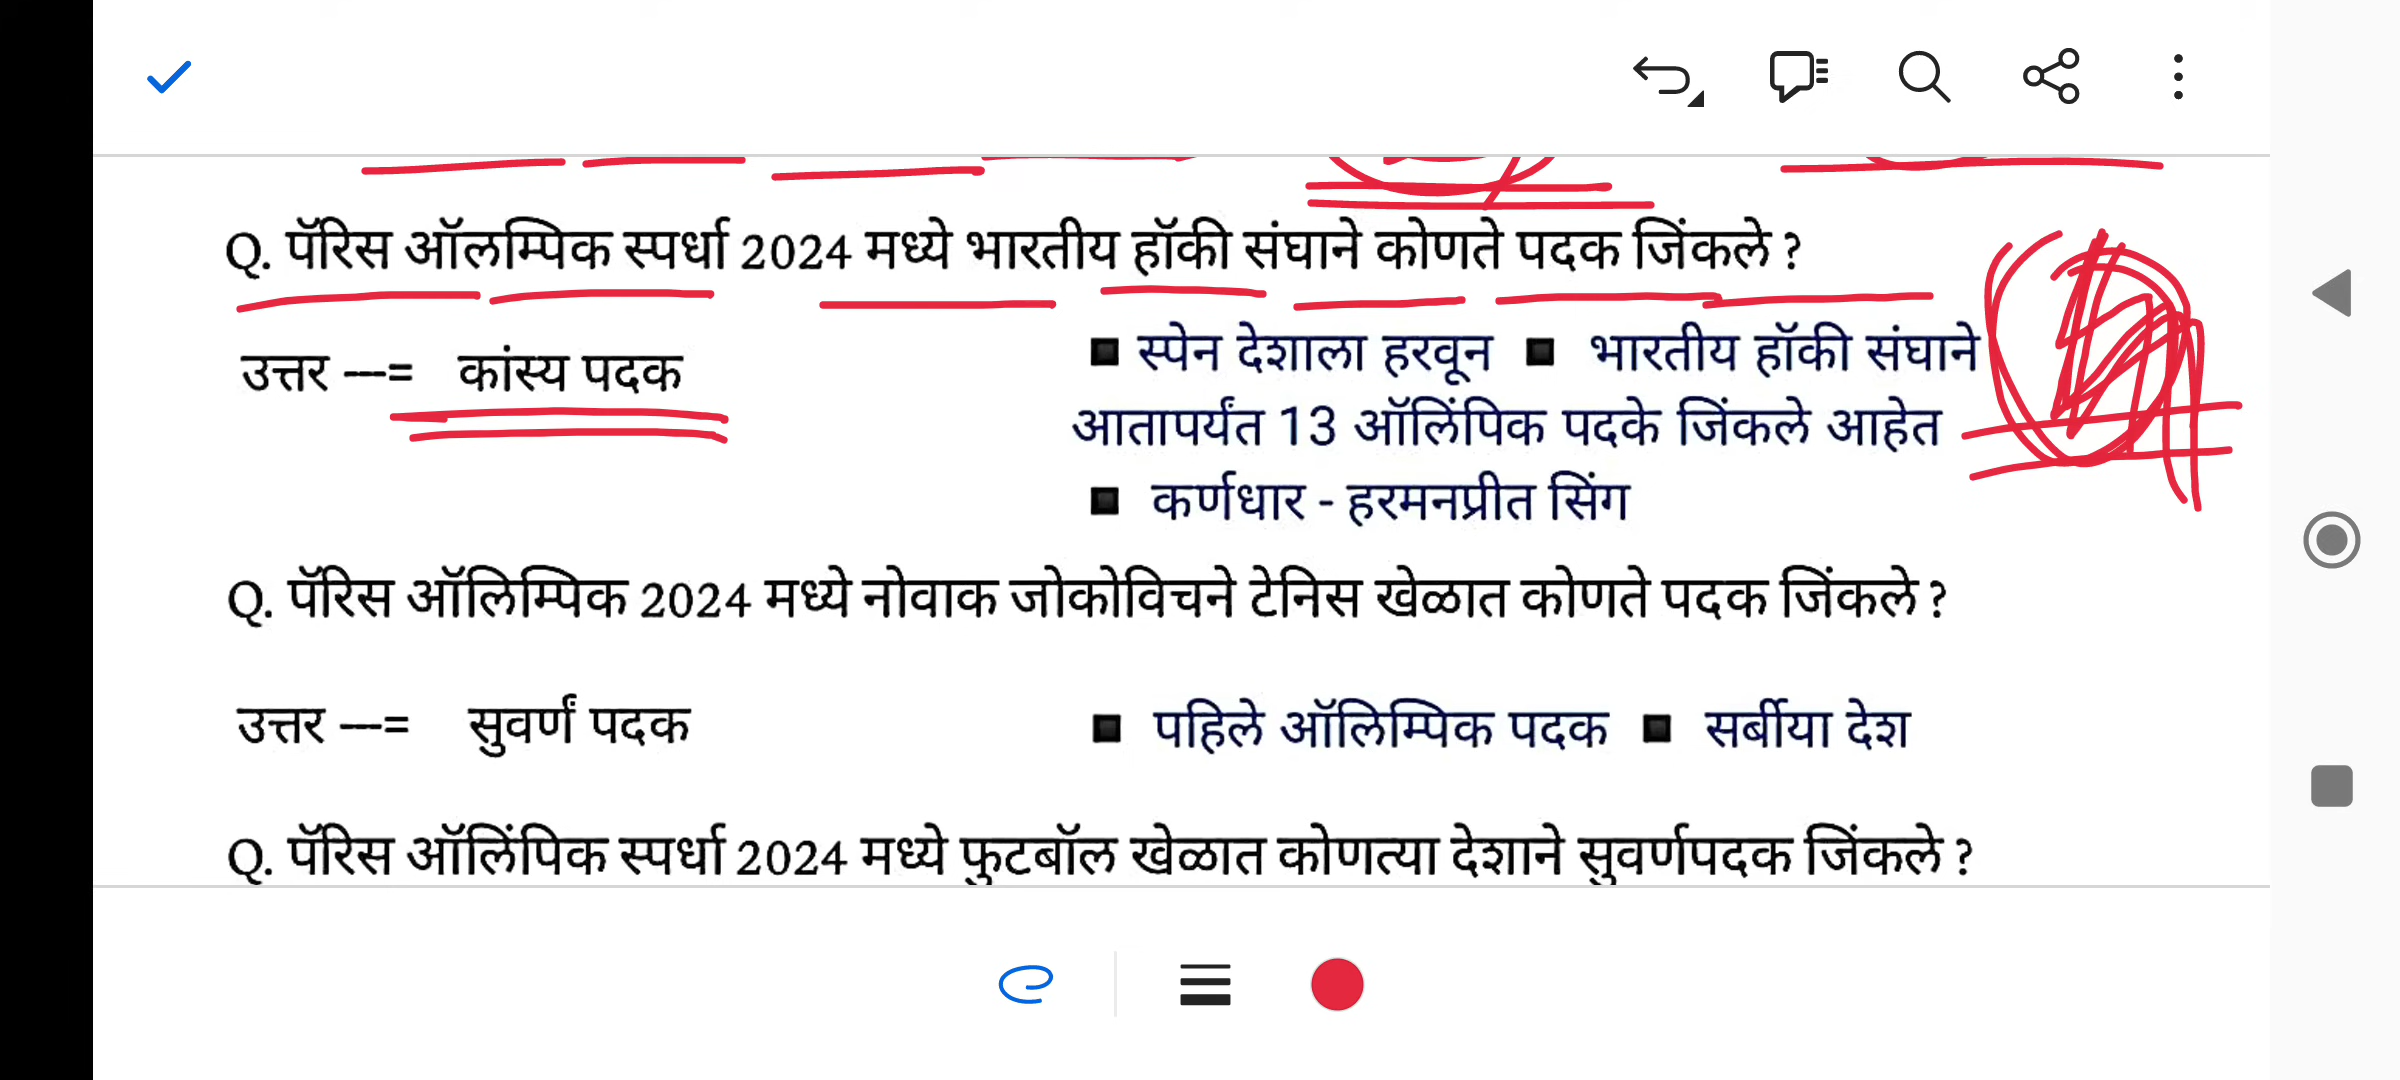 Q. पॅरिस ऑलम्पिक स्पर्धा 2024 मध्ये भारतीय हॉकी संघाने कोणते पदक जिंकले ?
उत्तर ---= कांस्य पदक
▪ स्पेन देशाला हरवून ▪ भारतीय हॉकी संघाने
आतापर्यंत 13 ऑलिंपिक पदके जिंकले आहेत
▪ कर्णधार - हरमनप्रीत सिंग
Q. पॅरिस ऑलिम्पिक 2024 मध्ये नोवाक जोकोविचने टेनिस खेळात कोणते पदक जिंकले ?
उत्तर ---= सुवर्णं पदक ▪ पहिले ऑलिम्पिक पदक ▪ सर्बीया देश
Q. पॅरिस ऑलिंपिक स्पर्धा 2024 मध्ये फुटबॉल खेळात कोणत्या देशाने सुवर्णपदक जिंकले ?